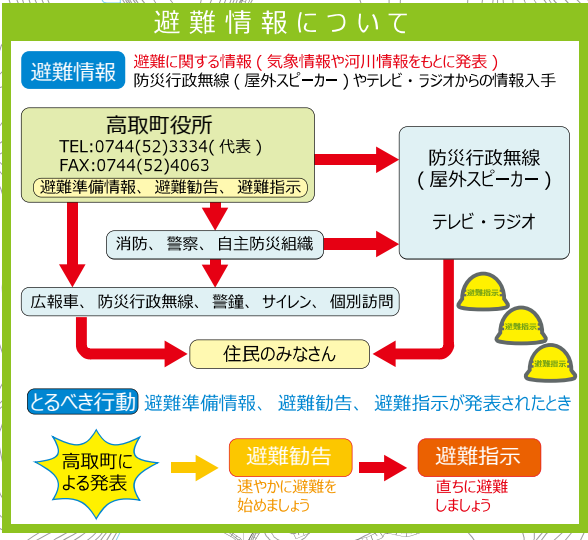 避難情報について
避難情報
避難に関する情報(気象情報や河川情報をもとに発表)
防災行政無線(屋外スピーカー)やテレビ・ラジオからの情報入手
高取町役所
TEL:0744(52)3334(代表)
FAX:0744(52)4063
避難準備情報、避難勧告、避難指示
防災行政無線
(屋外スピーカー)
テレビ・ラジオ
消防、警察、自主防災組織
広報車、防災行政無線、警鐘、サイレン、個別訪問
避難指示
避難指示
避難指示
住民のみなさん
とるべき行動
避難準備情報、避難勧告、避難指示が発表されたとき
高取町に
よる発表
避難勧告
速やかに避難を
始めましょう
避難指示
直ちに避難
しましょう